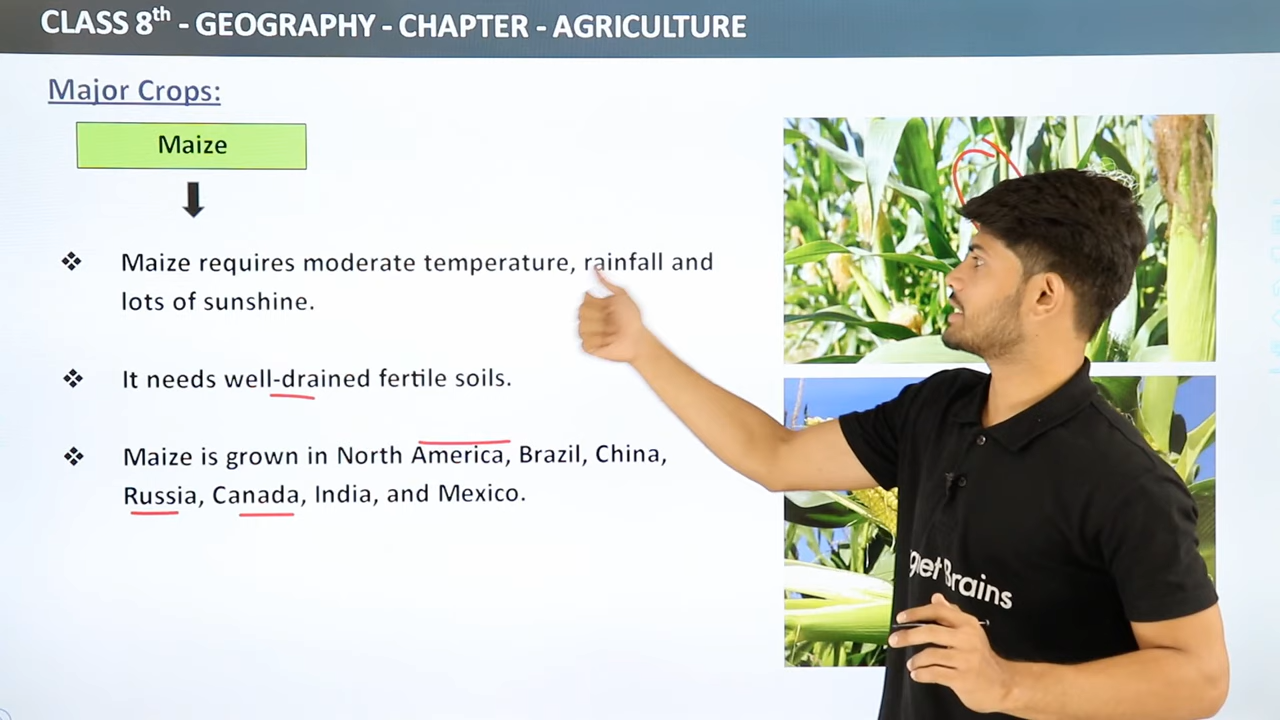 CLASS 8th - GEOGRAPHY - CHAPTER - AGRICULTURE
Major Crops:
Maize
❖ Maize requires moderate temperature, rainfall and
lots of sunshine.
❖ It needs well-drained fertile soils.
❖ Maize is grown in North America, Brazil, China,
Russia, Canada, India, and Mexico.
Brains